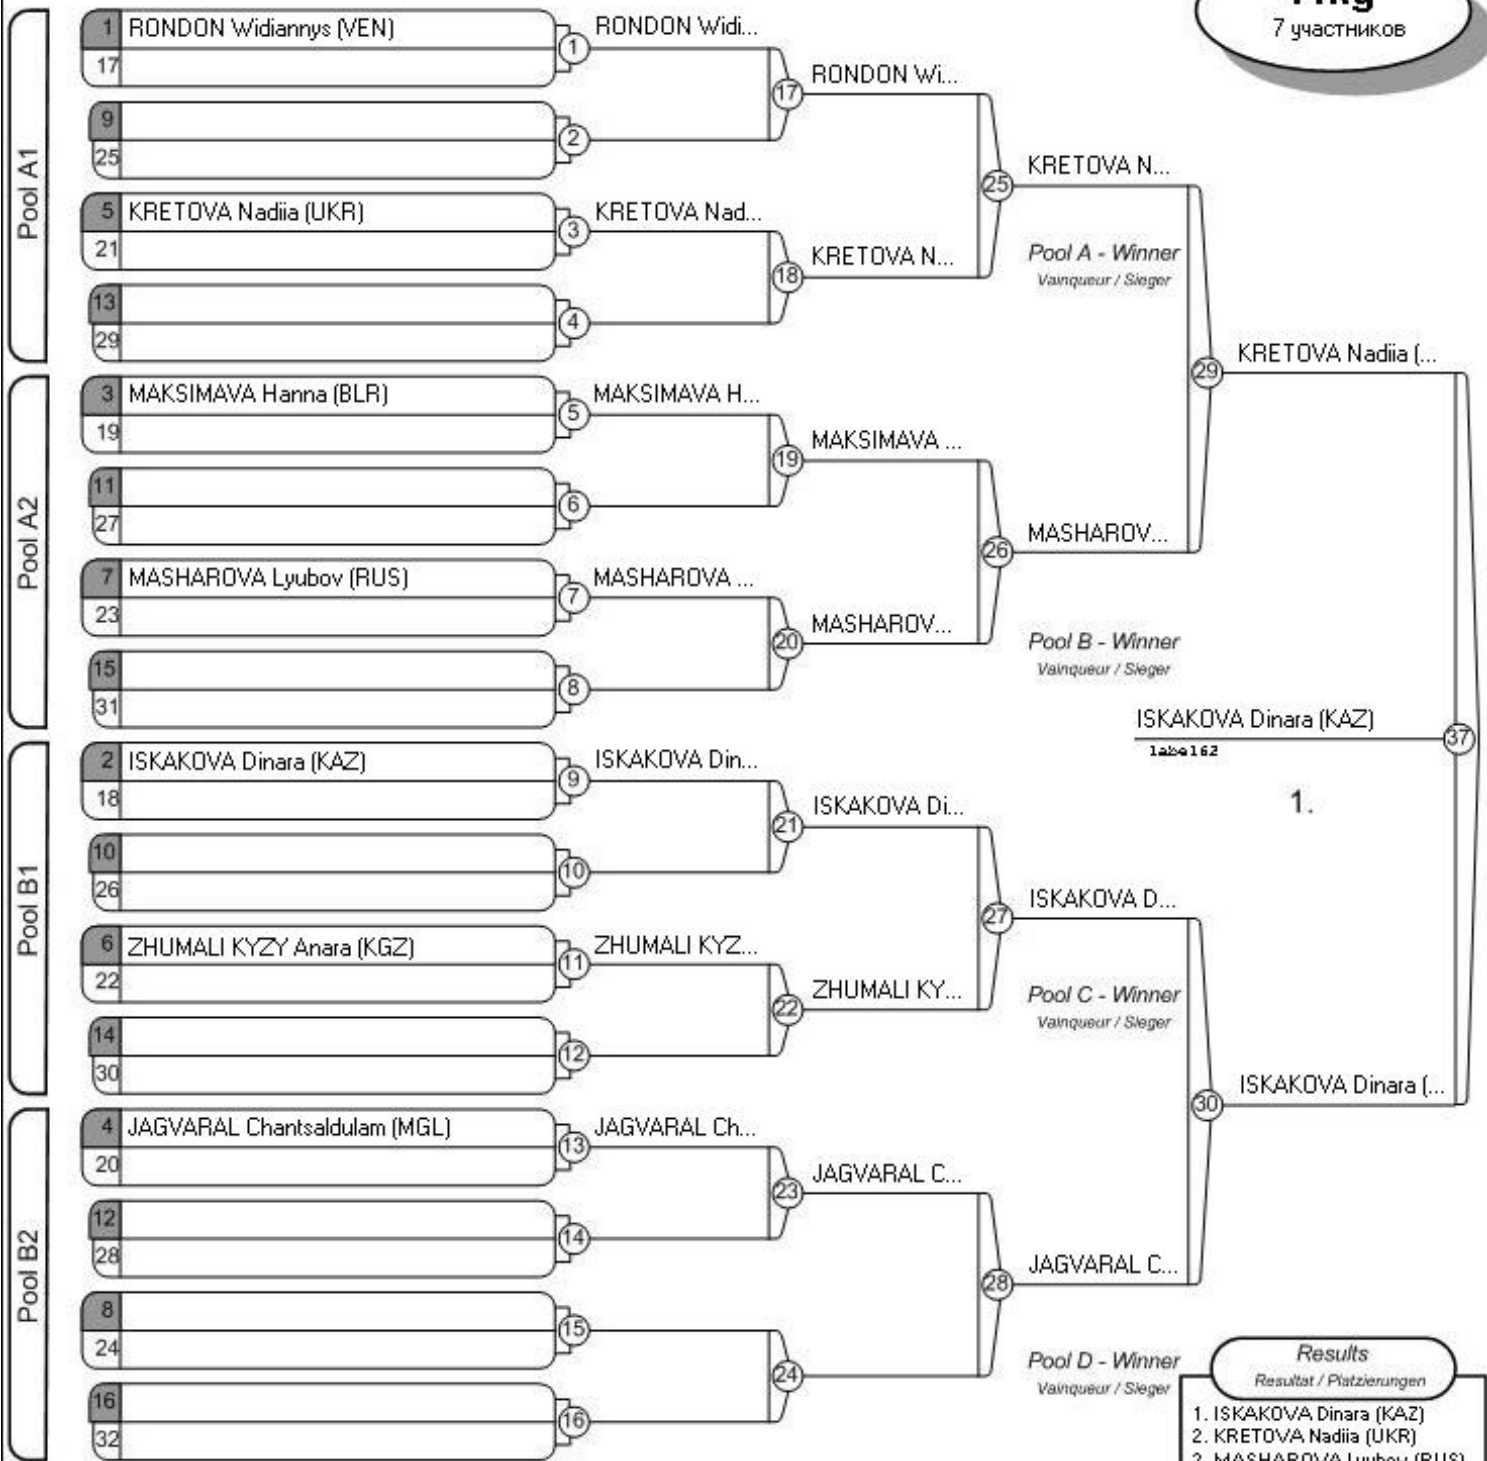 7 участников
Pool A1
1 RONDON Widiannys (VEN)
17
1
RONDON Widi...
9
25
2
17
RONDON Wi...
5 KRETOVA Nadiia (UKR)
21
3
KRETOVA Nad...
13
29
4
18
KRETOVA N...
25
KRETOVA N...
Pool A - Winner
Vainqueur / Sieger
Pool A2
3 MAKSIMAVA Hanna (BLR)
19
5
MAKSIMAVA H...
11
27
6
19
MAKSIMAVA ...
7 MASHAROVA Lyubov (RUS)
23
7
MASHAROVA ...
15
31
8
20
MASHAROV...
26
MASHAROV...
29
KRETOVA Nadiia (...
Pool B - Winner
Vainqueur / Sieger
ISKAKOVA Dinara (KAZ)
37
label62
1.
Pool B1
2 ISKAKOVA Dinara (KAZ)
18
9
ISKAKOVA Din...
10
26
10
21
ISKAKOVA Di...
6 ZHUMALI KYZY Anara (KGZ)
22
11
ZHUMALI KYZ...
14
30
12
22
ZHUMALI KY...
27
ISKAKOVA D...
Pool C - Winner
Vainqueur / Sieger
Pool B2
4 JAGVARAL Chantsaldulam (MGL)
20
13
JAGVARAL Ch...
12
28
14
23
JAGVARAL C...
8
24
15
16
32
16
24
28
JAGVARAL C...
30
ISKAKOVA Dinara (...
Pool D - Winner
Vainqueur / Sieger
Results
Resultat / Platzierungen
1. ISKAKOVA Dinara (KAZ)
2. KRETOVA Nadiia (UKR)
MASHAROVA Lyubov (RUS)